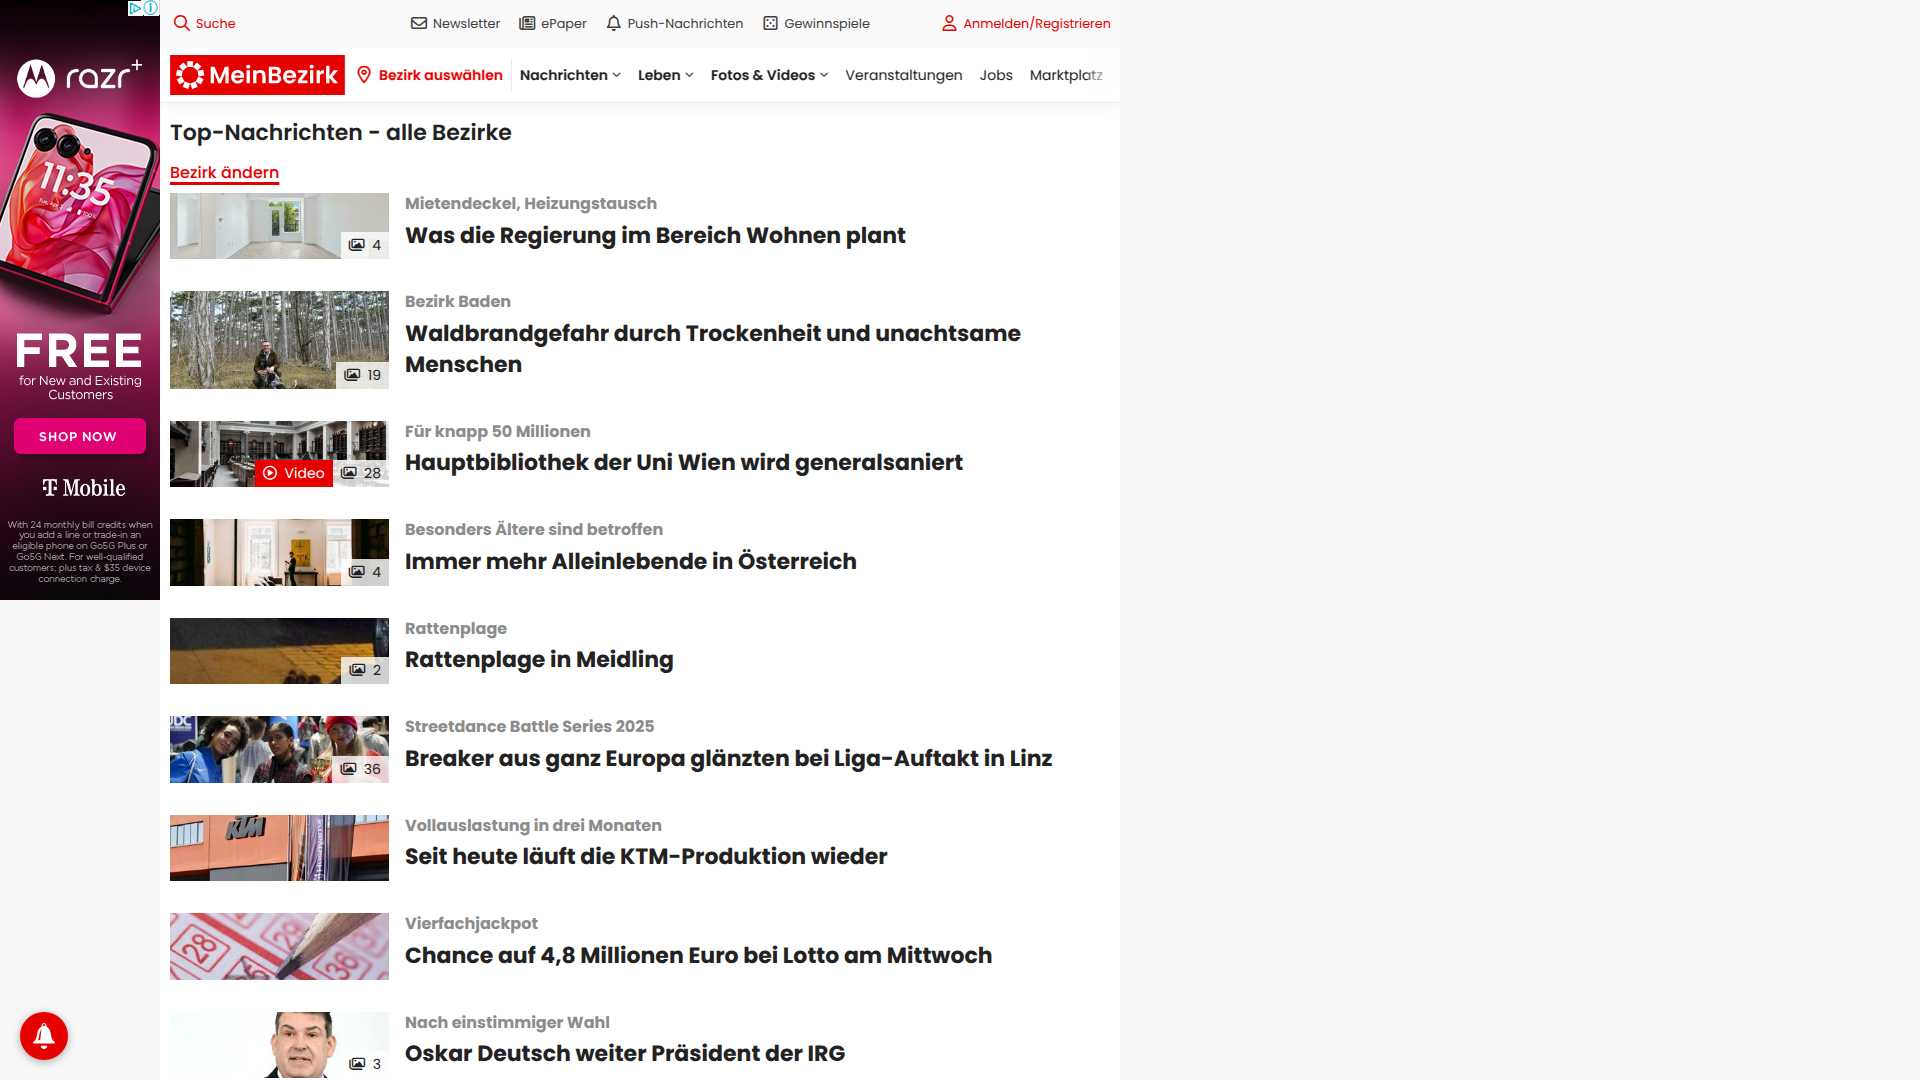 Suche
Newsletter
ePaper
Push-Nachrichten
Gewinnspiele
Anmelden/Registrieren
MeinBezirk
Bezirk auswählen
Nachrichten
Leben
Fotos & Videos
Veranstaltungen
Jobs
Marktplatz
razr+
11:35
FREE
for New and Existing
Customers
SHOP NOW
T Mobile
With 24 monthly bill credits when
you add a line or trade-in an
eligible phone on Go5G Plus or
Go5G Next. For well-qualified
customers; plus tax & $35 device
connection charge.
Top-Nachrichten - alle Bezirke
Bezirk ändern
4
Mietendeckel, Heizungstausch
Was die Regierung im Bereich Wohnen plant
19
Bezirk Baden
Waldbrandgefahr durch Trockenheit und unachtsame
Menschen
Video
28
Für knapp 50 Millionen
Hauptbibliothek der Uni Wien wird generalsaniert
4
Besonders Ältere sind betroffen
Immer mehr Alleinlebende in Österreich
2
Rattenplage
Rattenplage in Meidling
36
Streetdance Battle Series 2025
Breaker aus ganz Europa glänzten bei Liga-Auftakt in Linz
KTM
Vollauslastung in drei Monaten
Seit heute läuft die KTM-Produktion wieder
28
29
36
Vierfachjackpot
Chance auf 4,8 Millionen Euro bei Lotto am Mittwoch
3
Nach einstimmiger Wahl
Oskar Deutsch weiter Präsident der IRG